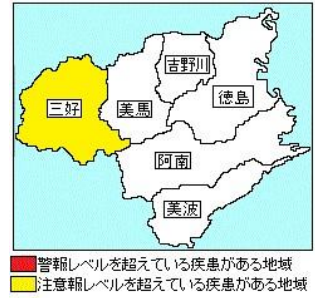 吉野川
徳島
三好
美馬
阿南
美波
警報レベルを超えている疾患がある地域
注意報レベルを超えている疾患がある地域